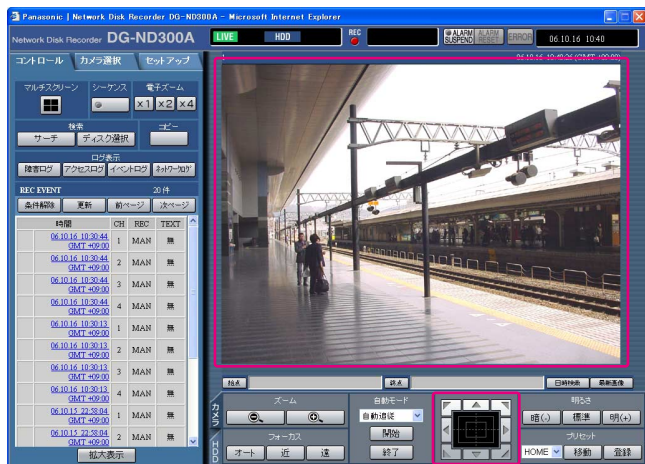 Panasonic | Network Disk Recorder DG-ND300A - Microsoft Internet Explorer
Network Disk Recorder DG-ND300A
LIVE HDD REC ALARM SUSPEND ALARM RESET ERROR 06.10.16 10:40
コントロール カメラ選択 セットアップ
マルチスクリーン シーケンス 電子ズーム
x1 x2 x4
検索 コピー
サーチ ディスク選択
ログ表示
障害ログ アクセスログ イベントログ ネットワークログ
REC EVENT 20件
条件解除 更新 前ページ 次ページ
時間 CH REC TEXT
06.10.16 10:30:44 GMT +09:00 1 MAN 無
06.10.16 10:30:44 GMT +09:00 2 MAN 無
06.10.16 10:30:44 GMT +09:00 3 MAN 無
06.10.16 10:30:44 GMT +09:00 4 MAN 無
06.10.16 10:30:13 GMT +09:00 1 MAN 無
06.10.16 10:30:13 GMT +09:00 2 MAN 無
06.10.16 10:30:13 GMT +09:00 3 MAN 無
06.10.16 10:30:13 GMT +09:00 4 MAN 無
06.10.15 22:58:04 GMT +09:00 1 MAN 無
06.10.15 22:58:04 GMT +09:00 2 MAN 無
拡大表示
始点 終点 日時検索 最新画像
カメラ
HDD
ズーム 自動モード 明るさ
自動追従 暗(-) 標準 明(+)
フォーカス 開始 プリセット
オート 近 遠 終了 HOME 移動 登録